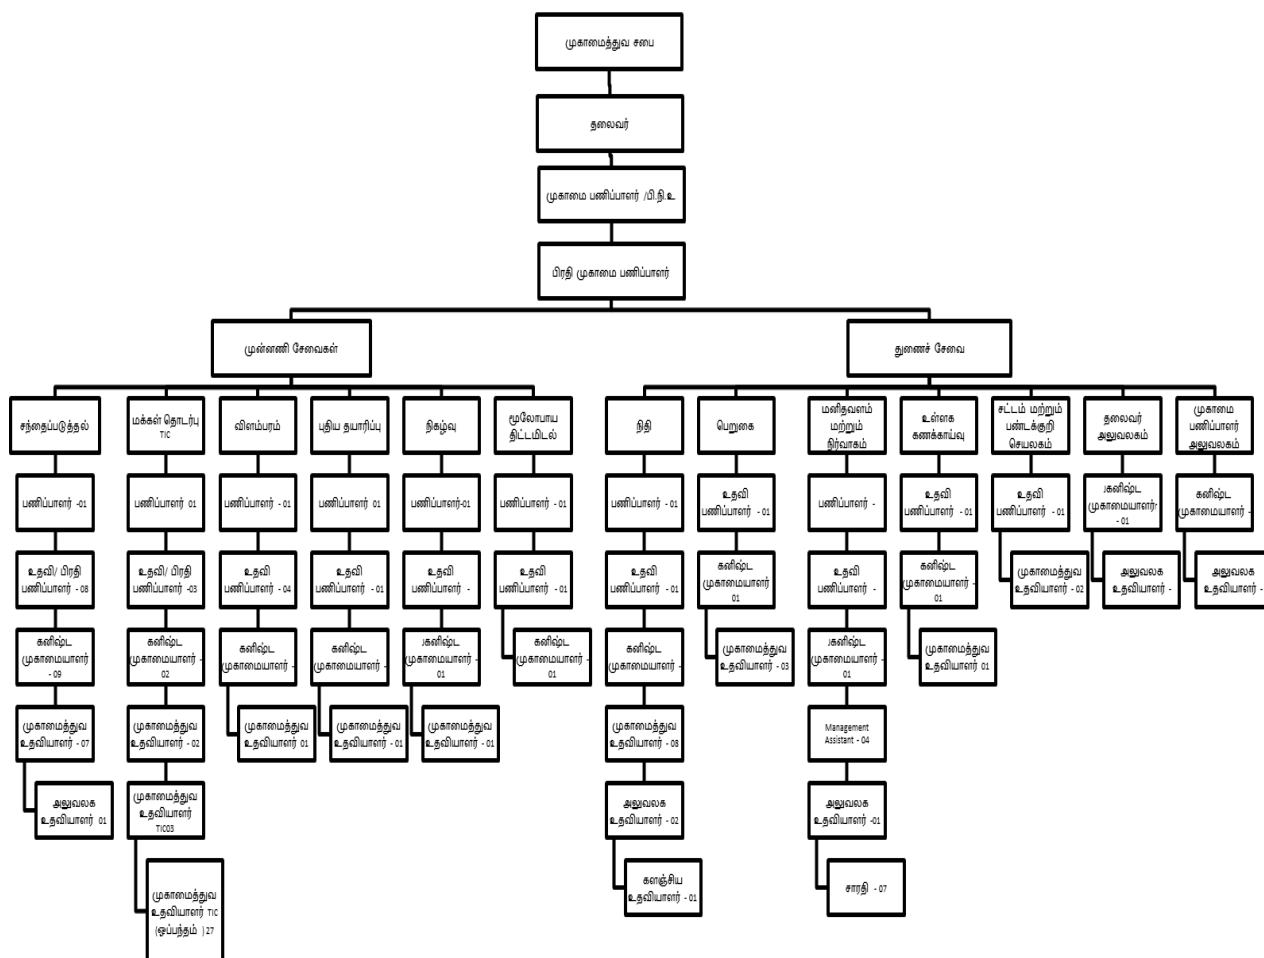 முகாமைத்துவ சபை
தலைவர்
முகாமை பணிப்பாளர் /பி.நி.உ
பிரதி முகாமை பணிப்பாளர்
முன்னணி சேவைகள்
துணைச் சேவை
சந்தைப்படுத்தல்
மக்கள் தொடர்பு
TIC
விளம்பரம்
புதிய தயாரிப்பு
நிகழ்வு
மூலோபாய
திட்டமிடல்
நிதி
பெறுகை
மனிதவளம்
மற்றும்
நிர்வாகம்
உள்ளக
கணக்காய்வு
சட்டம் மற்றும்
பண்டக்குறி
செயலகம்
தலைவர்
அலுவலகம்
முகாமை
பணிப்பாளர்
அலுவலகம்
பணிப்பாளர் -01
பணிப்பாளர் 01
பணிப்பாளர் - 01
பணிப்பாளர் 01
பணிப்பாளர்-01
பணிப்பாளர் - 01
பணிப்பாளர் - 01
உதவி
பணிப்பாளர் - 01
பணிப்பாளர் -
உதவி
பணிப்பாளர் - 01
உதவி
பணிப்பாளர் - 01
கனிஷ்ட
முகாமையாளர்
- 01
கனிஷ்ட
முகாமையாளர் -
உதவி/ பிரதி
பணிப்பாளர் - 08
உதவி/ பிரதி
பணிப்பாளர் -03
உதவி
பணிப்பாளர் - 04
உதவி
பணிப்பாளர் - 01
உதவி
பணிப்பாளர் -
உதவி
பணிப்பாளர் - 01
உதவி
பணிப்பாளர் - 01
கனிஷ்ட
முகாமையாளர்
01
உதவி
பணிப்பாளர் -
கனிஷ்ட
முகாமையாளர் -
01
முகாமைத்துவ
உதவியாளர் - 02
அலுவலக
உதவியாளர் -
அலுவலக
உதவியாளர் -
கனிஷ்ட
முகாமையாளர்
- 09
கனிஷ்ட
முகாமையாளர் -
02
கனிஷ்ட
முகாமையாளர் -
கனிஷ்ட
முகாமையாளர் -
கனிஷ்ட
முகாமையாளர் -
01
கனிஷ்ட
முகாமையாளர் -
01
கனிஷ்ட
முகாமையாளர் -
முகாமைத்துவ
உதவியாளர் - 03
கனிஷ்ட
முகாமையாளர் -
01
முகாமைத்துவ
உதவியாளர் 01
முகாமைத்துவ
உதவியாளர் - 07
முகாமைத்துவ
உதவியாளர் - 02
முகாமைத்துவ
உதவியாளர் 01
முகாமைத்துவ
உதவியாளர் - 01
முகாமைத்துவ
உதவியாளர் - 01
முகாமைத்துவ
உதவியாளர் - 08
Management
Assistant - 04
அலுவலக
உதவியாளர் 01
முகாமைத்துவ
உதவியாளர்
TIC03
அலுவலக
உதவியாளர் - 02
அலுவலக
உதவியாளர் -01
முகாமைத்துவ
உதவியாளர் TIC
(ஒப்பந்தம் ) 27
களஞ்சிய
உதவியாளர் - 01
சாரதி - 07